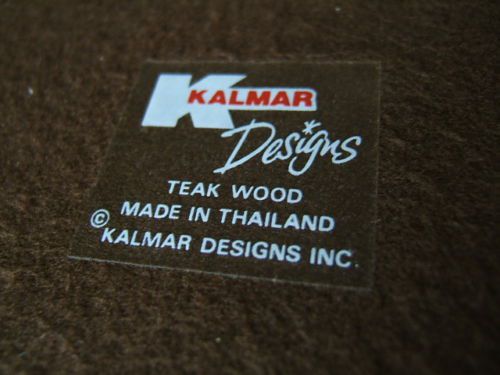 K KALMAR
Designs
TEAK WOOD
MADE IN THAILAND
© KALMAR DESIGNS INC.